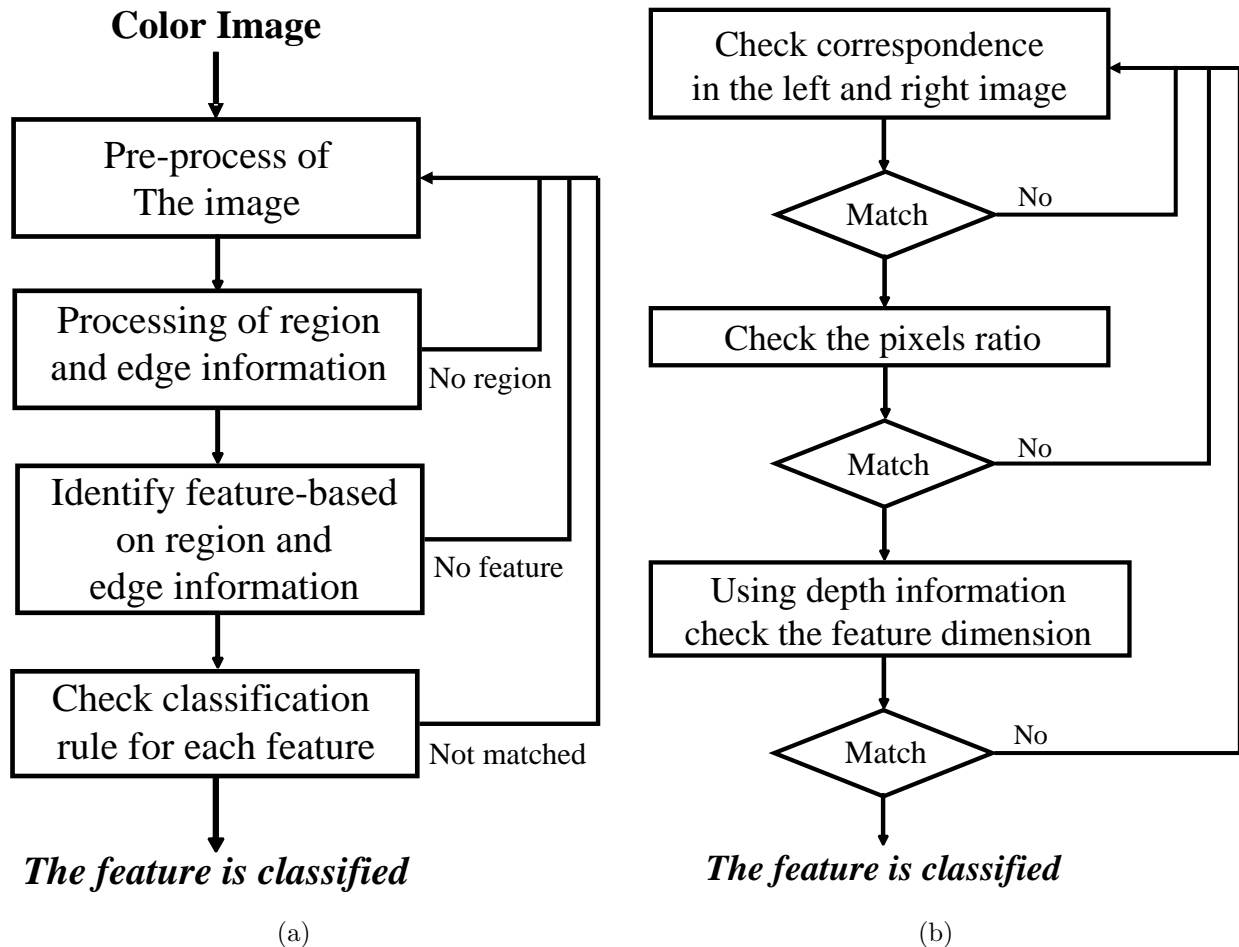 Color Image
Pre-process of
The image
Processing of region
and edge information
No region
Identify feature-based
on region and
edge information
No feature
Check classification
rule for each feature
Not matched
The feature is classified
(a)
Check correspondence
in the left and right image
Match
No
Check the pixels ratio
Match
No
Using depth information
check the feature dimension
Match
No
The feature is classified
(b)